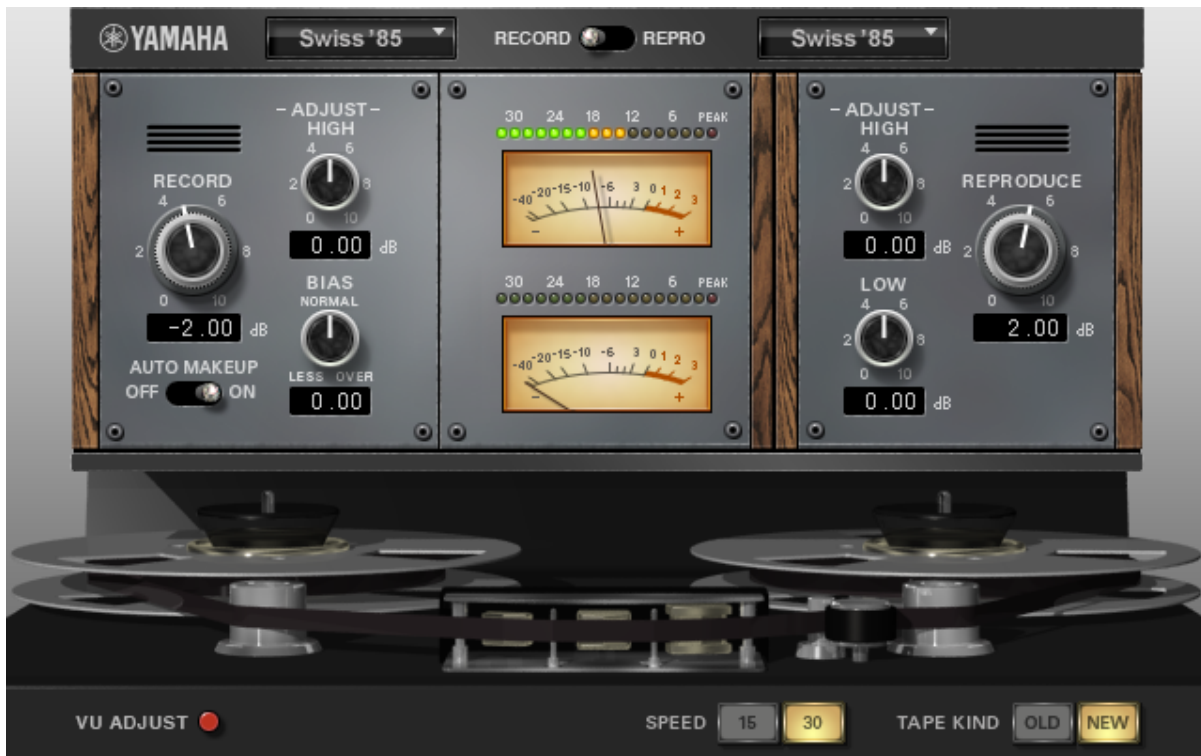 YAMAHA Swiss '85 RECORD REPRO Swiss '85
- ADJUST -
HIGH
4 6
2 8
0 10
0.00 dB
RECORD
4 6
2 8
0 10
-2.00 dB
BIAS
NORMAL
LESS OVER
0.00
AUTO MAKEUP
OFF ON
30 24 18 12 6 PEAK
-40 -20 -15 -10 -6 3 0 1 2 3
- +
30 24 18 12 6 PEAK
-40 -20 -15 -10 -6 3 0 1 2 3
- +
- ADJUST -
HIGH
4 6
2 8
0 10
0.00 dB
LOW
4 6
2 8
0 10
0.00 dB
REPRODUCE
4 6
2 8
0 10
2.00 dB
VU ADJUST SPEED 15 30 TAPE KIND OLD NEW